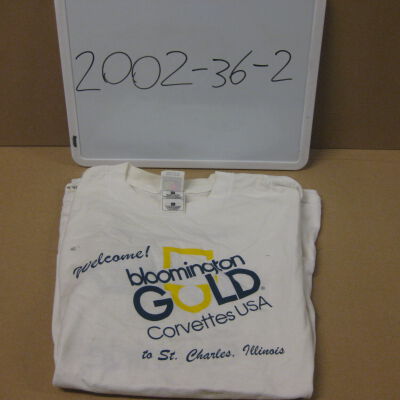 2002-36-2
Welcome!
bloomington
GOLD®
Corvettes USA
to St. Charles, Illinois